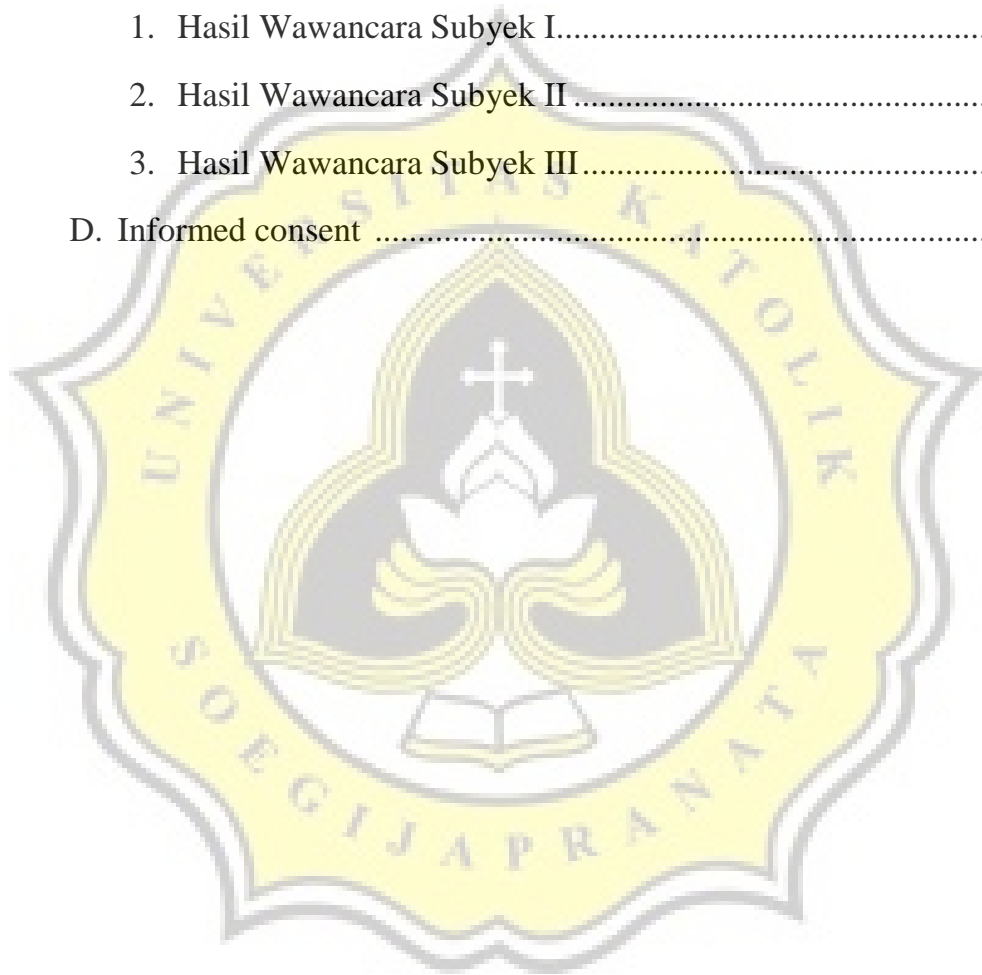 1. Hasil Wawancara Subyek I..................................................
2. Hasil Wawancara Subyek II ................................................
3. Hasil Wawancara Subyek III...............................................
D. Informed consent .......................................................................
UNIVERSITAS KATOLIK
SOEGIJAPRANATA